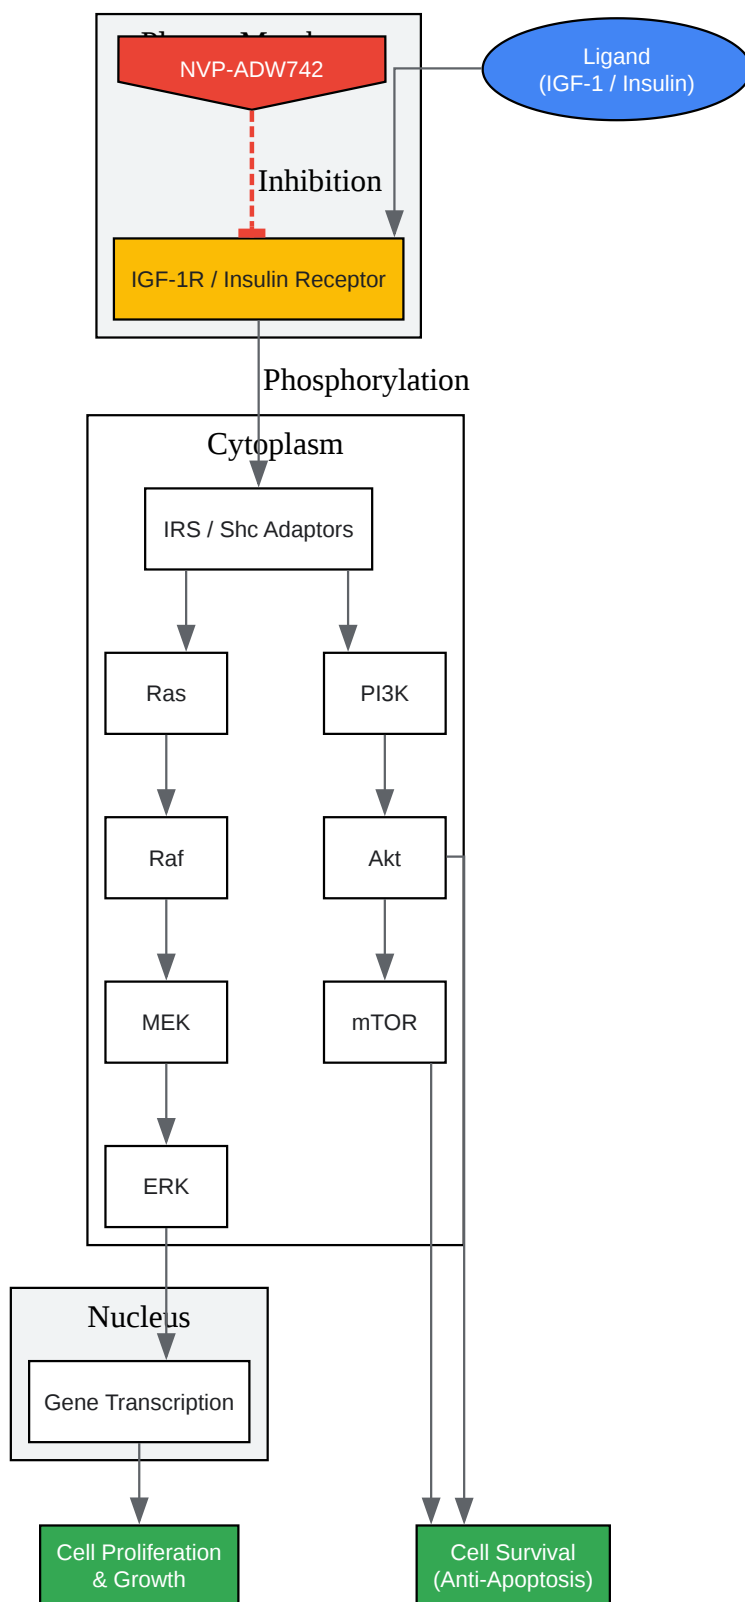 NVP-ADW742
Ligand
(IGF-1 / Insulin)
Inhibition
IGF-1R / Insulin Receptor
Phosphorylation
Cytoplasm
IRS / Shc Adaptors
Ras
PI3K
Raf
Akt
MEK
mTOR
ERK
Nucleus
Gene Transcription
Cell Proliferation
& Growth
Cell Survival
(Anti-Apoptosis)